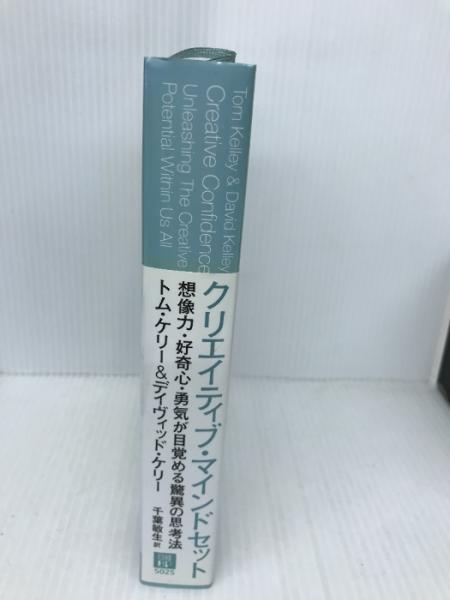 Tom Kelley & David Kelley
Creative Confidence
Unleashing The Creative
Potential Within Us All
クリエイティブ・マインドセット
想像力・好奇心・勇気が目覚める驚異の思考法
トム・ケリー&デイヴィッド・ケリー
千葉敏生 訳
5025